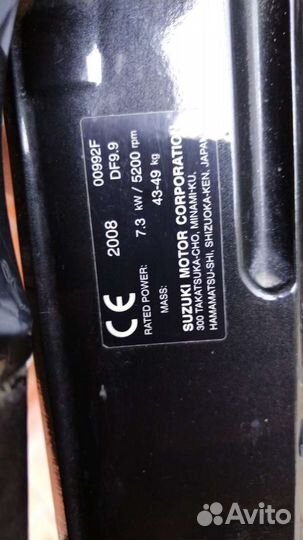 00992F
CE 2008 DF9.9
RATED POWER: 7.3 kW / 5200 rpm
MASS: 43-49 kg
SUZUKI MOTOR CORPORATION
300 TAKATSUKA-CHO, MINAMI-KU,
HAMAMATSU-SHI, SHIZUOKA-KEN, JAPAN
Avito